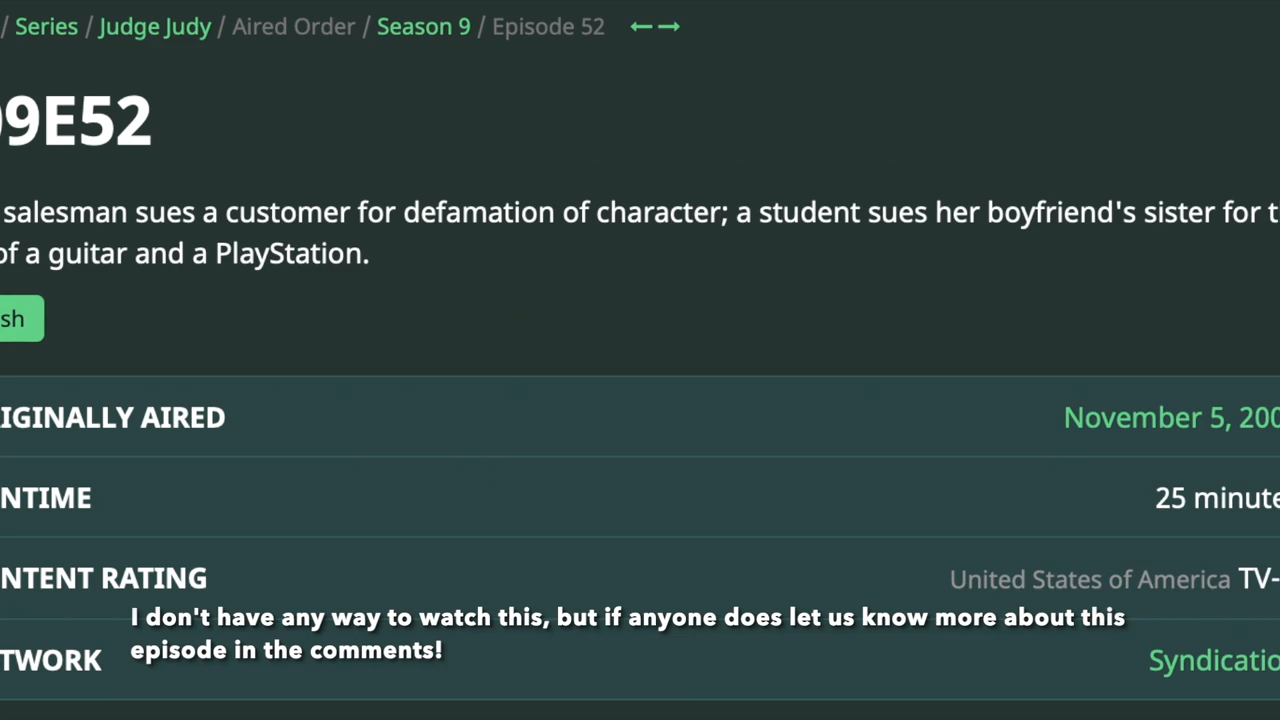 / Series / Judge Judy / Aired Order / Season 9 / Episode 52 ←→
9E52
salesman sues a customer for defamation of character; a student sues her boyfriend's sister for t
of a guitar and a PlayStation.
sh
IGINALLY AIRED November 5, 200
NTIME 25 minute
NTENT RATING United States of America TV-
I don't have any way to watch this, but if anyone does let us know more about this
episode in the comments!
TWORK Syndicatio